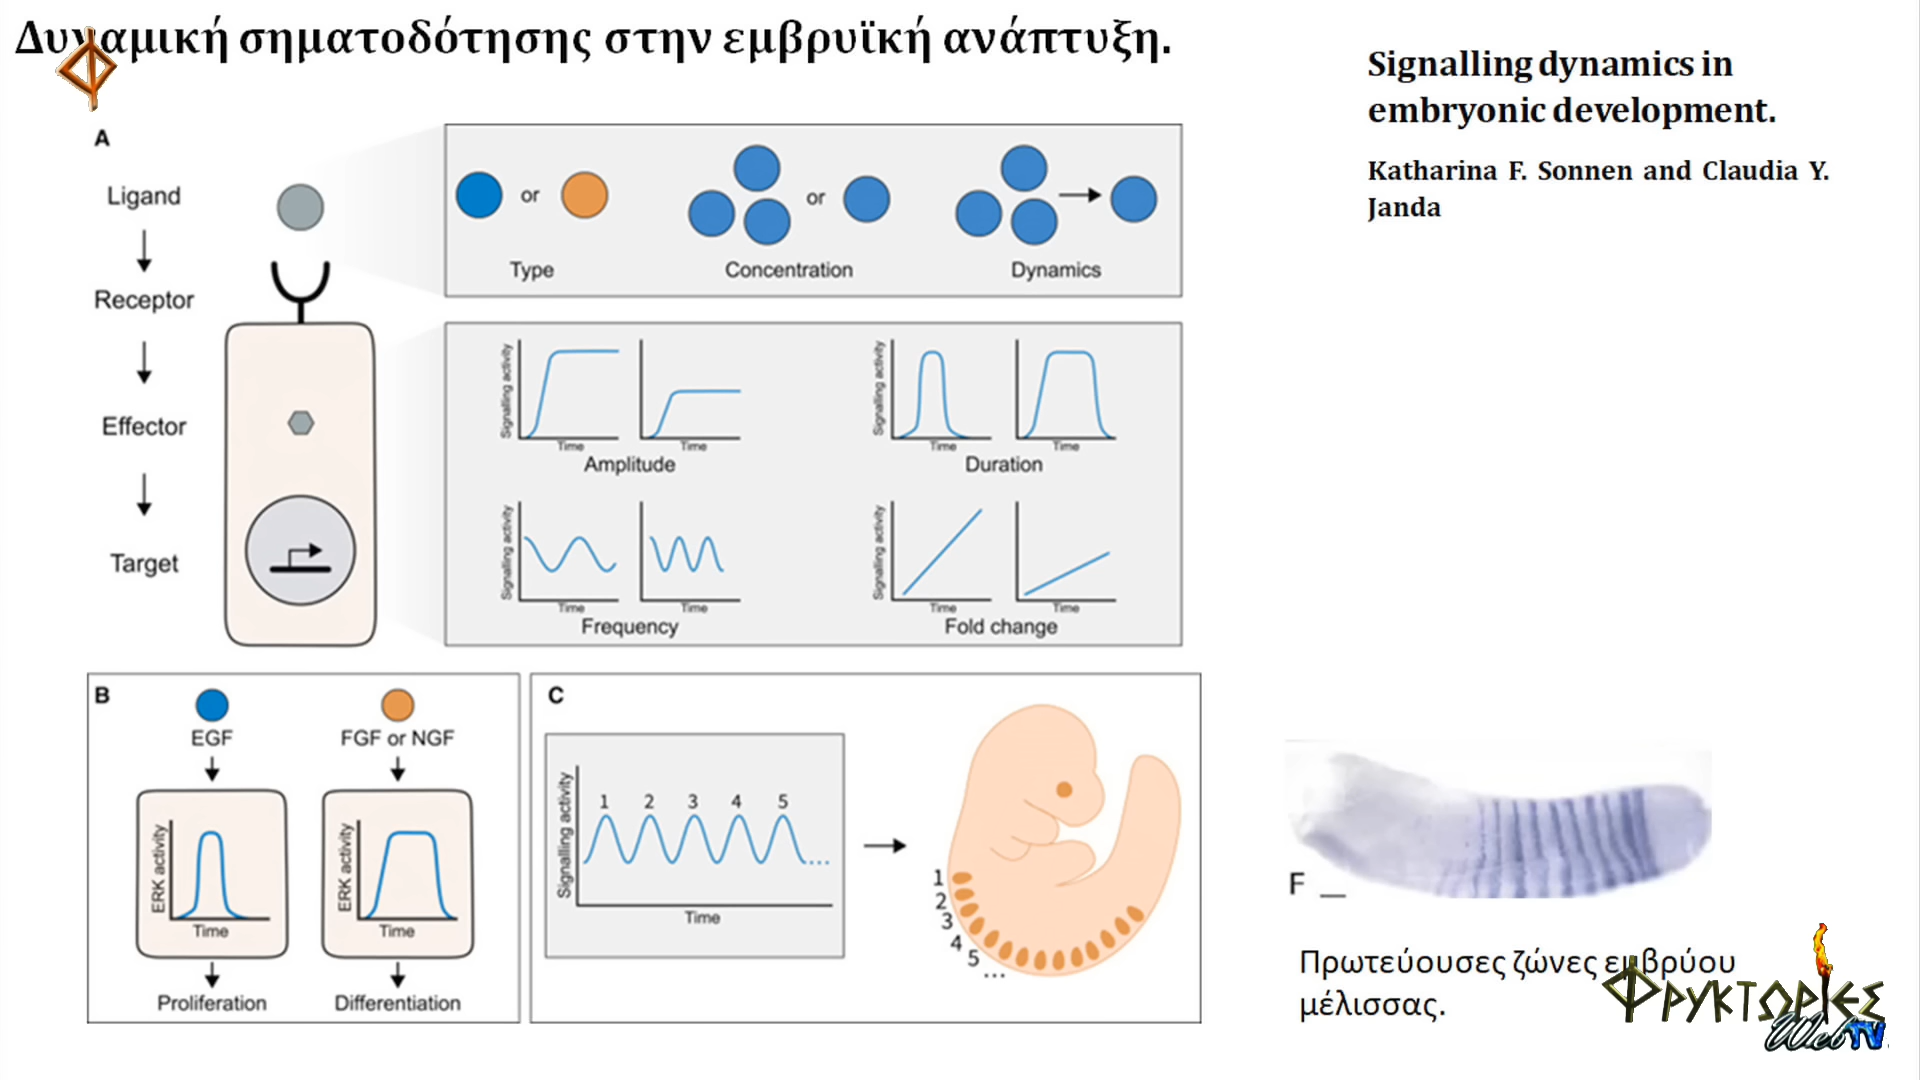 Δυναμική σηματοδότησης στην εμβρυϊκή ανάπτυξη.
Signalling dynamics in
embryonic development.
Katharina F. Sonnen and Claudia Y.
Janda
A
Ligand
Receptor
Effector
Target
or
Type
or
Concentration
Dynamics
Signalling activity
Time
Time
Amplitude
Signalling activity
Time
Time
Duration
Signalling activity
Time
Time
Frequency
Signalling activity
Time
Time
Fold change
B
EGF
FGF or NGF
ERK activity
Time
ERK activity
Time
Proliferation
Differentiation
C
Signalling activity
1 2 3 4 5
...
Time
1
2
3
4
5
...
F
Πρωτεύουσες ζώνες εμβρύου
μέλισσας.
ΦΡΥΚΤΩΡΙΕΣ
Web TV